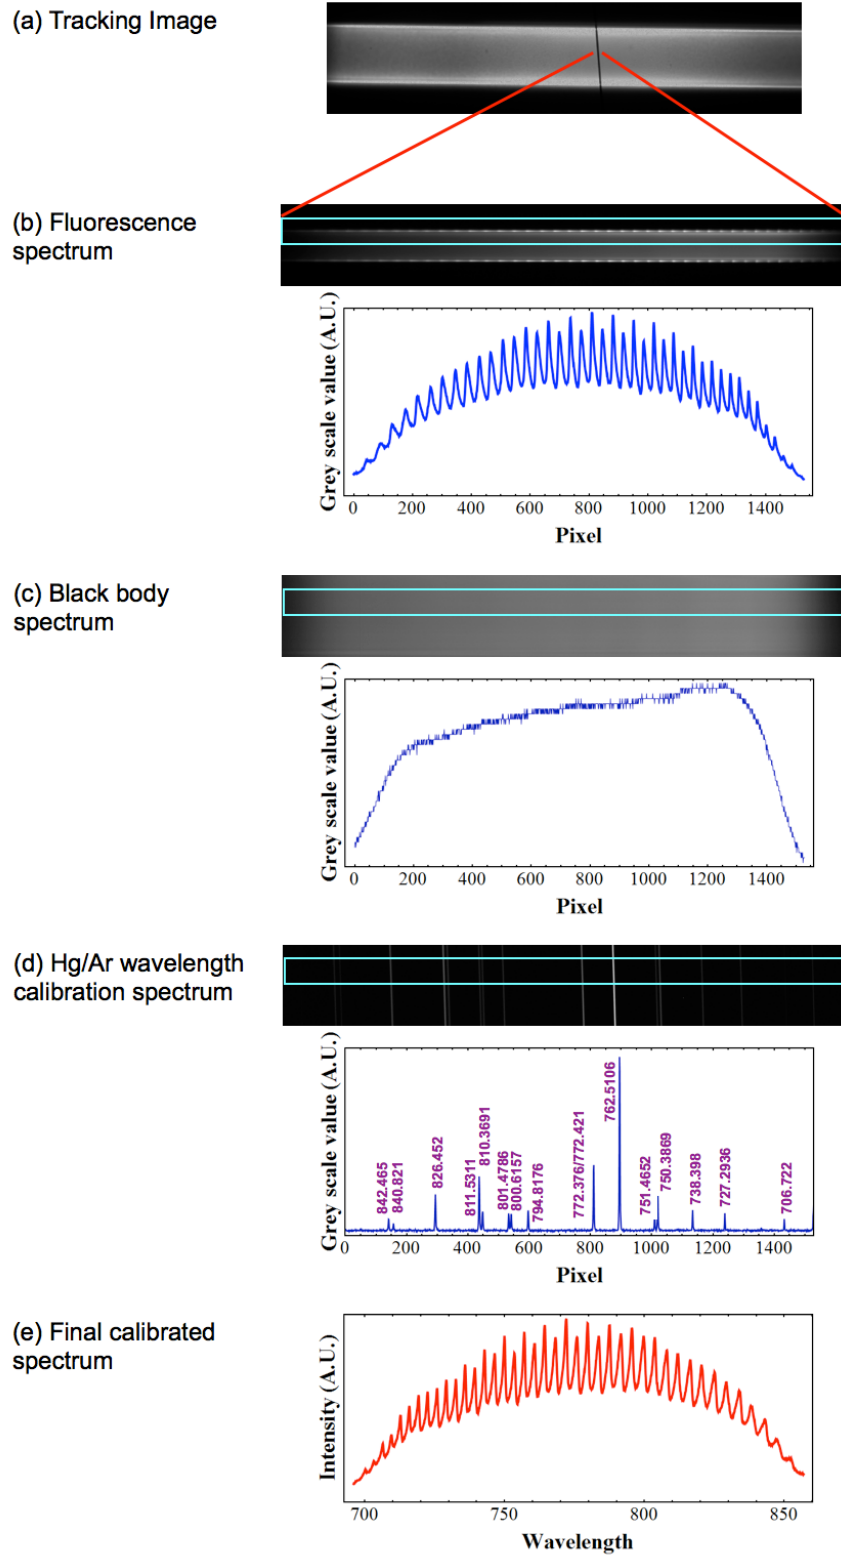 (a) Tracking Image
(b) Fluorescence
spectrum
Grey scale value (A.U.)
0 200 400 600 800 1000 1200 1400
Pixel
(c) Black body
spectrum
Grey scale value (A.U.)
0 200 400 600 800 1000 1200 1400
Pixel
(d) Hg/Ar wavelength
calibration spectrum
Grey scale value (A.U.)
842.465
840.821
826.452
811.5311
810.3691
801.4786
800.6157
794.8176
772.376/772.421
762.5106
751.4652
750.3869
738.398
727.2936
706.722
0 200 400 600 800 1000 1200 1400
Pixel
(e) Final calibrated
spectrum
Intensity (A.U.)
700 750 800 850
Wavelength